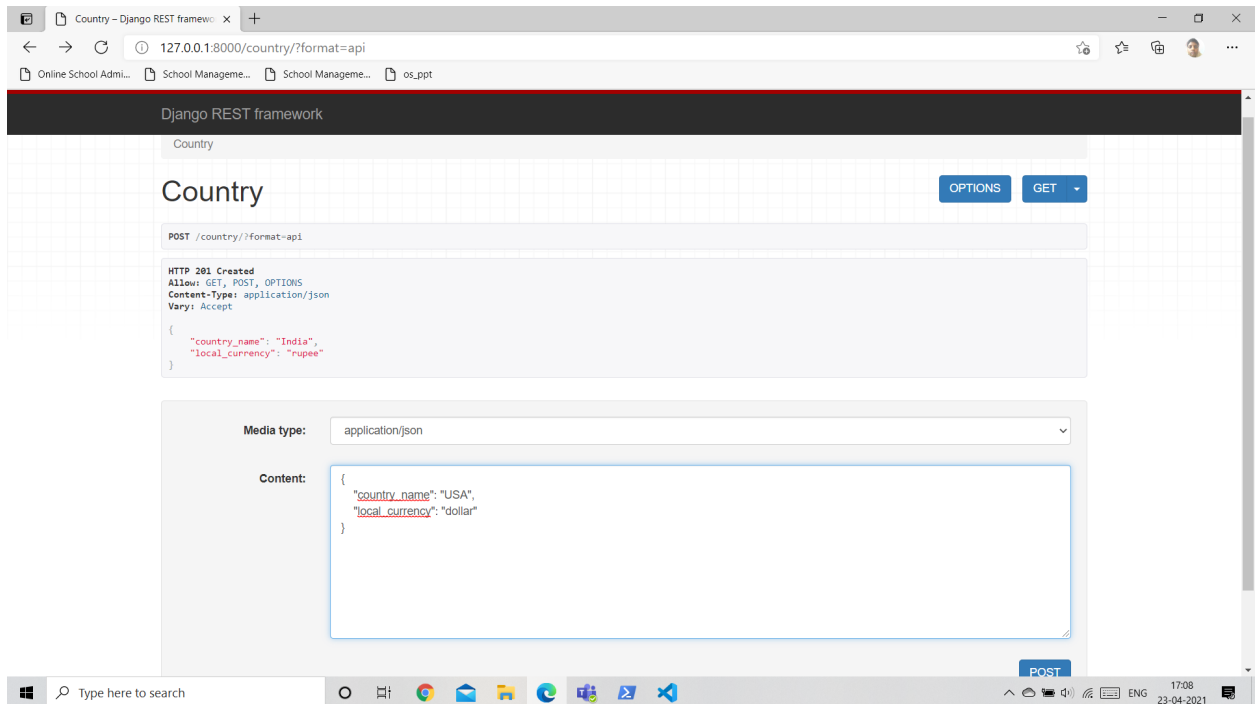 Country – Django REST framewo
127.0.0.1:8000/country/?format=api
Online School Admi...
School Manageme...
School Manageme...
os_ppt
Django REST framework
Country
Country
OPTIONS
GET
POST /country/?format=api
HTTP 201 Created
Allow: GET, POST, OPTIONS
Content-Type: application/json
Vary: Accept
{
"country_name": "India",
"local_currency": "rupee"
}
Media type:
application/json
Content:
{
"country_name": "USA",
"local_currency": "dollar"
}
POST
Type here to search
ENG
17:08
23-04-2021